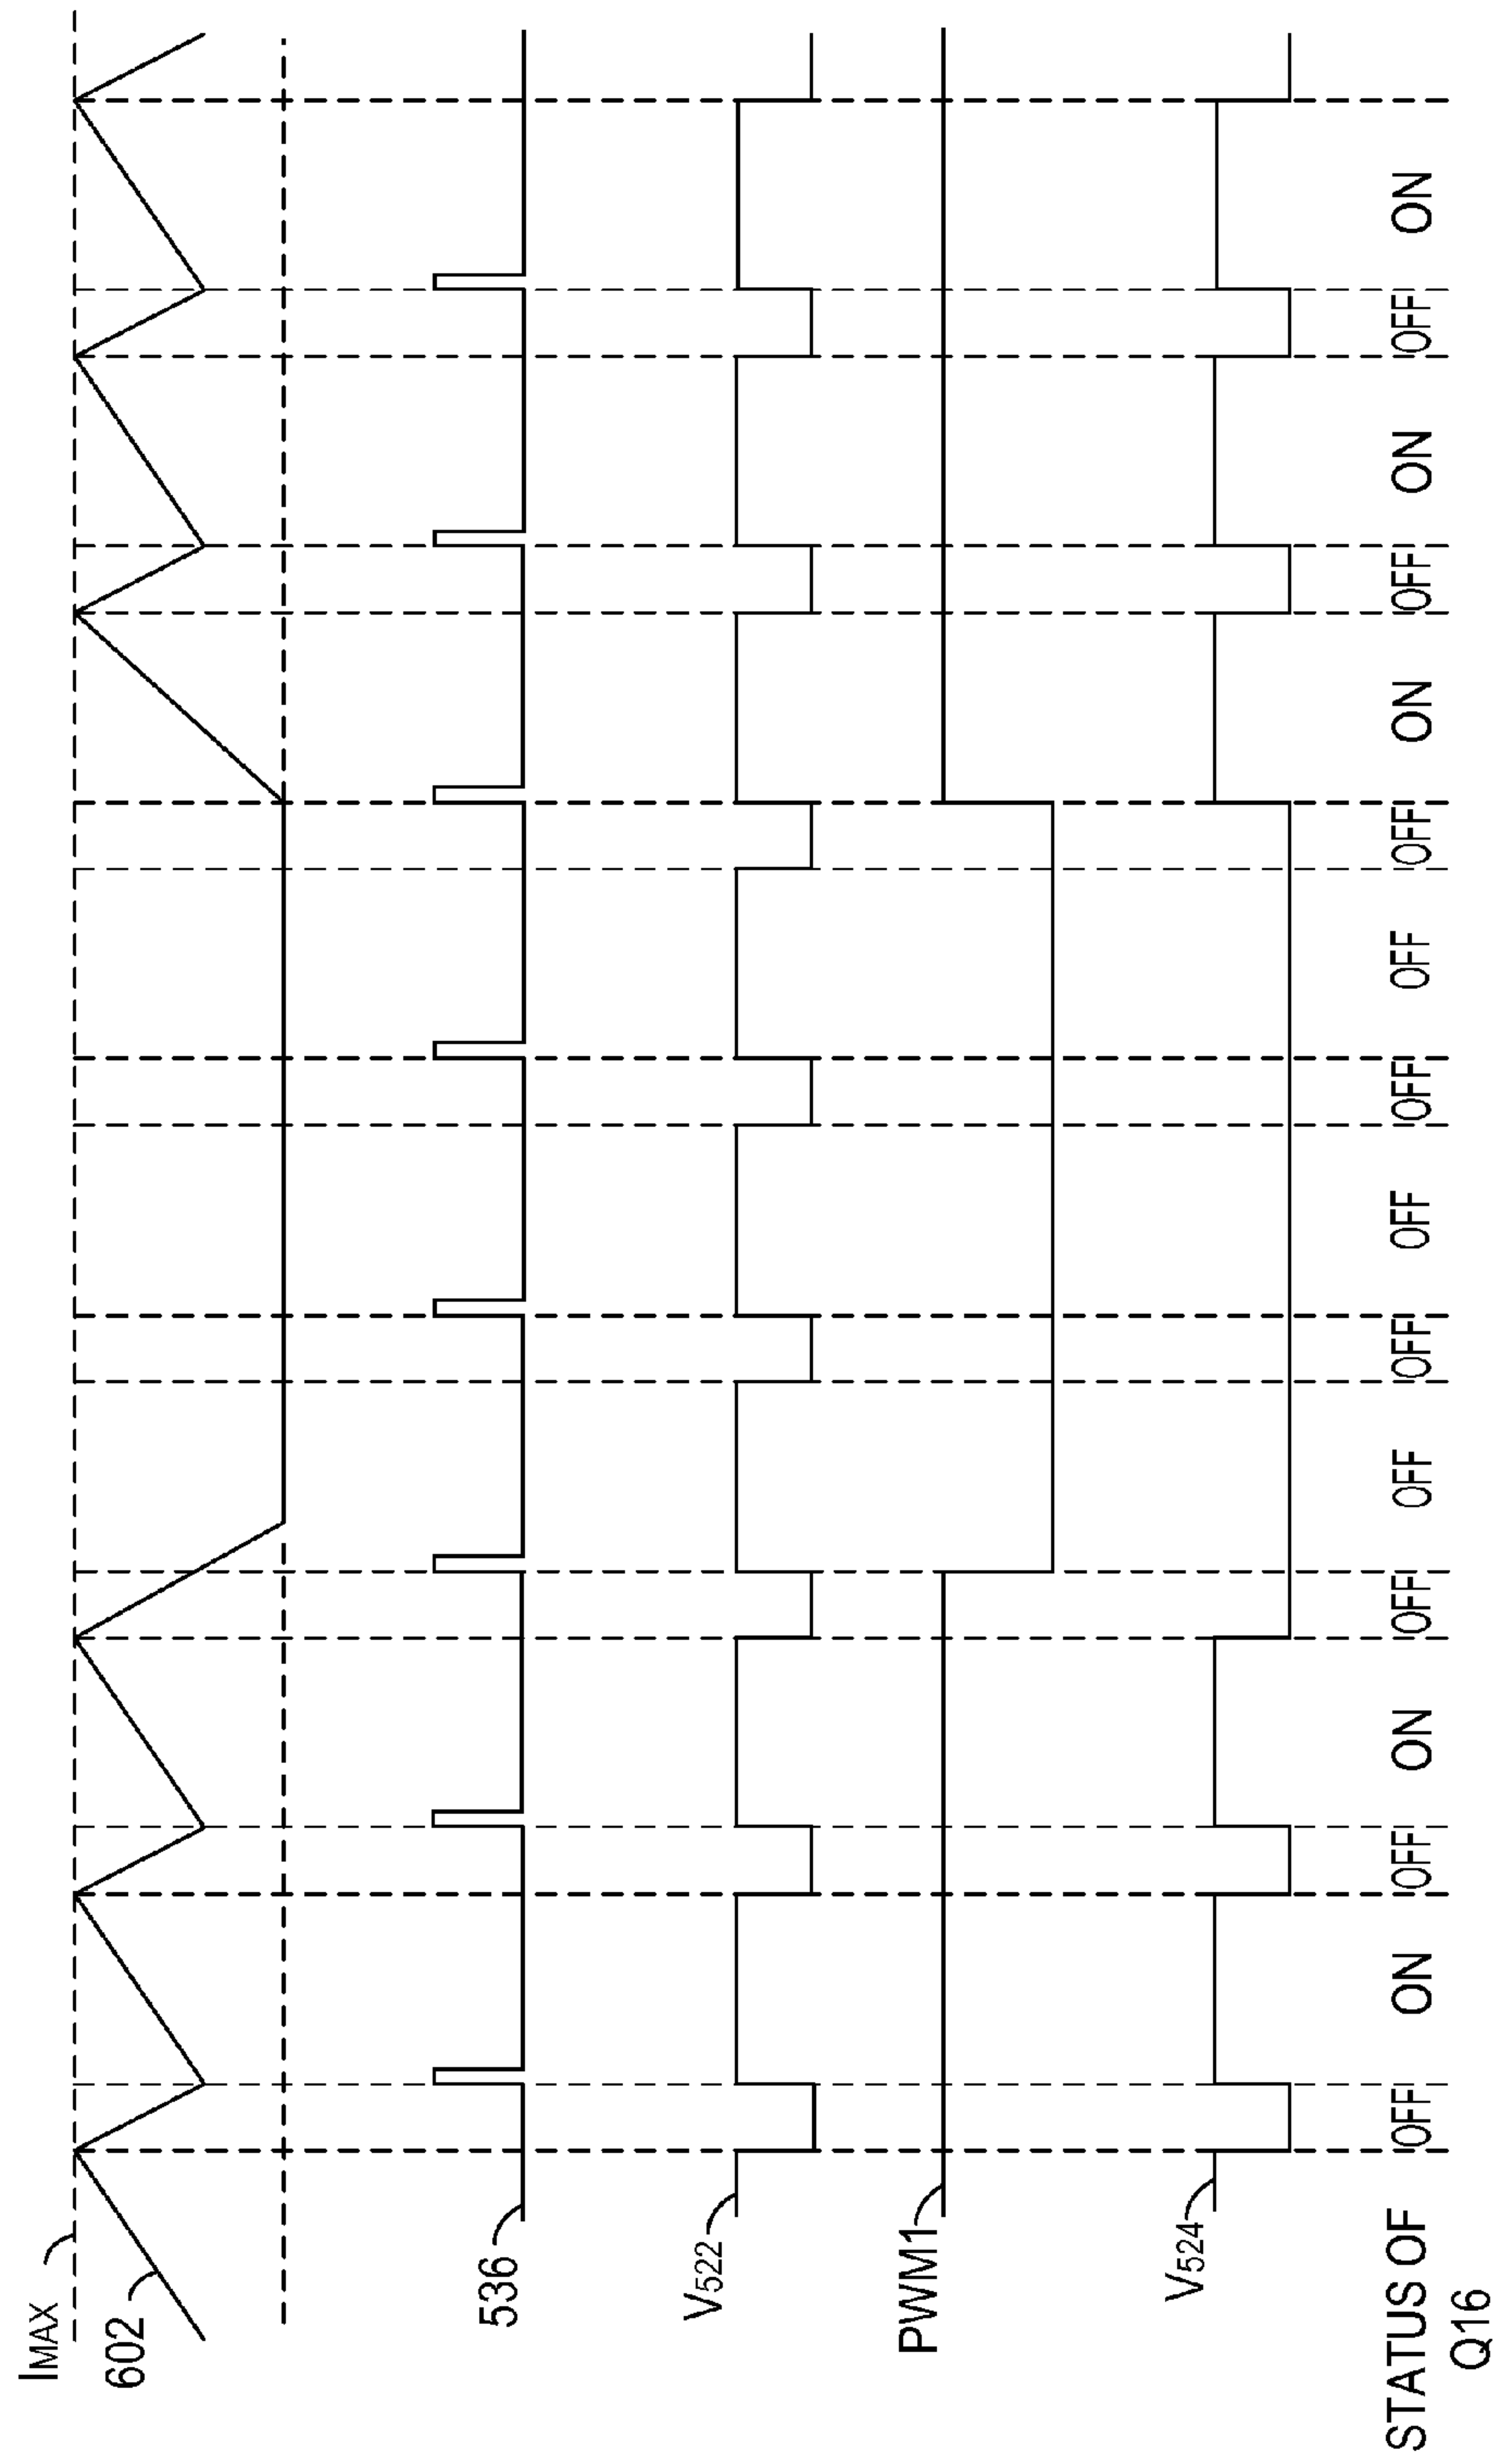 IMAX
602
536
V522
PWM1
V524
STATUS OF
Q16
OFF ON OFF ON OFF OFF OFF OFF OFF OFF OFF ON OFF ON OFF ON